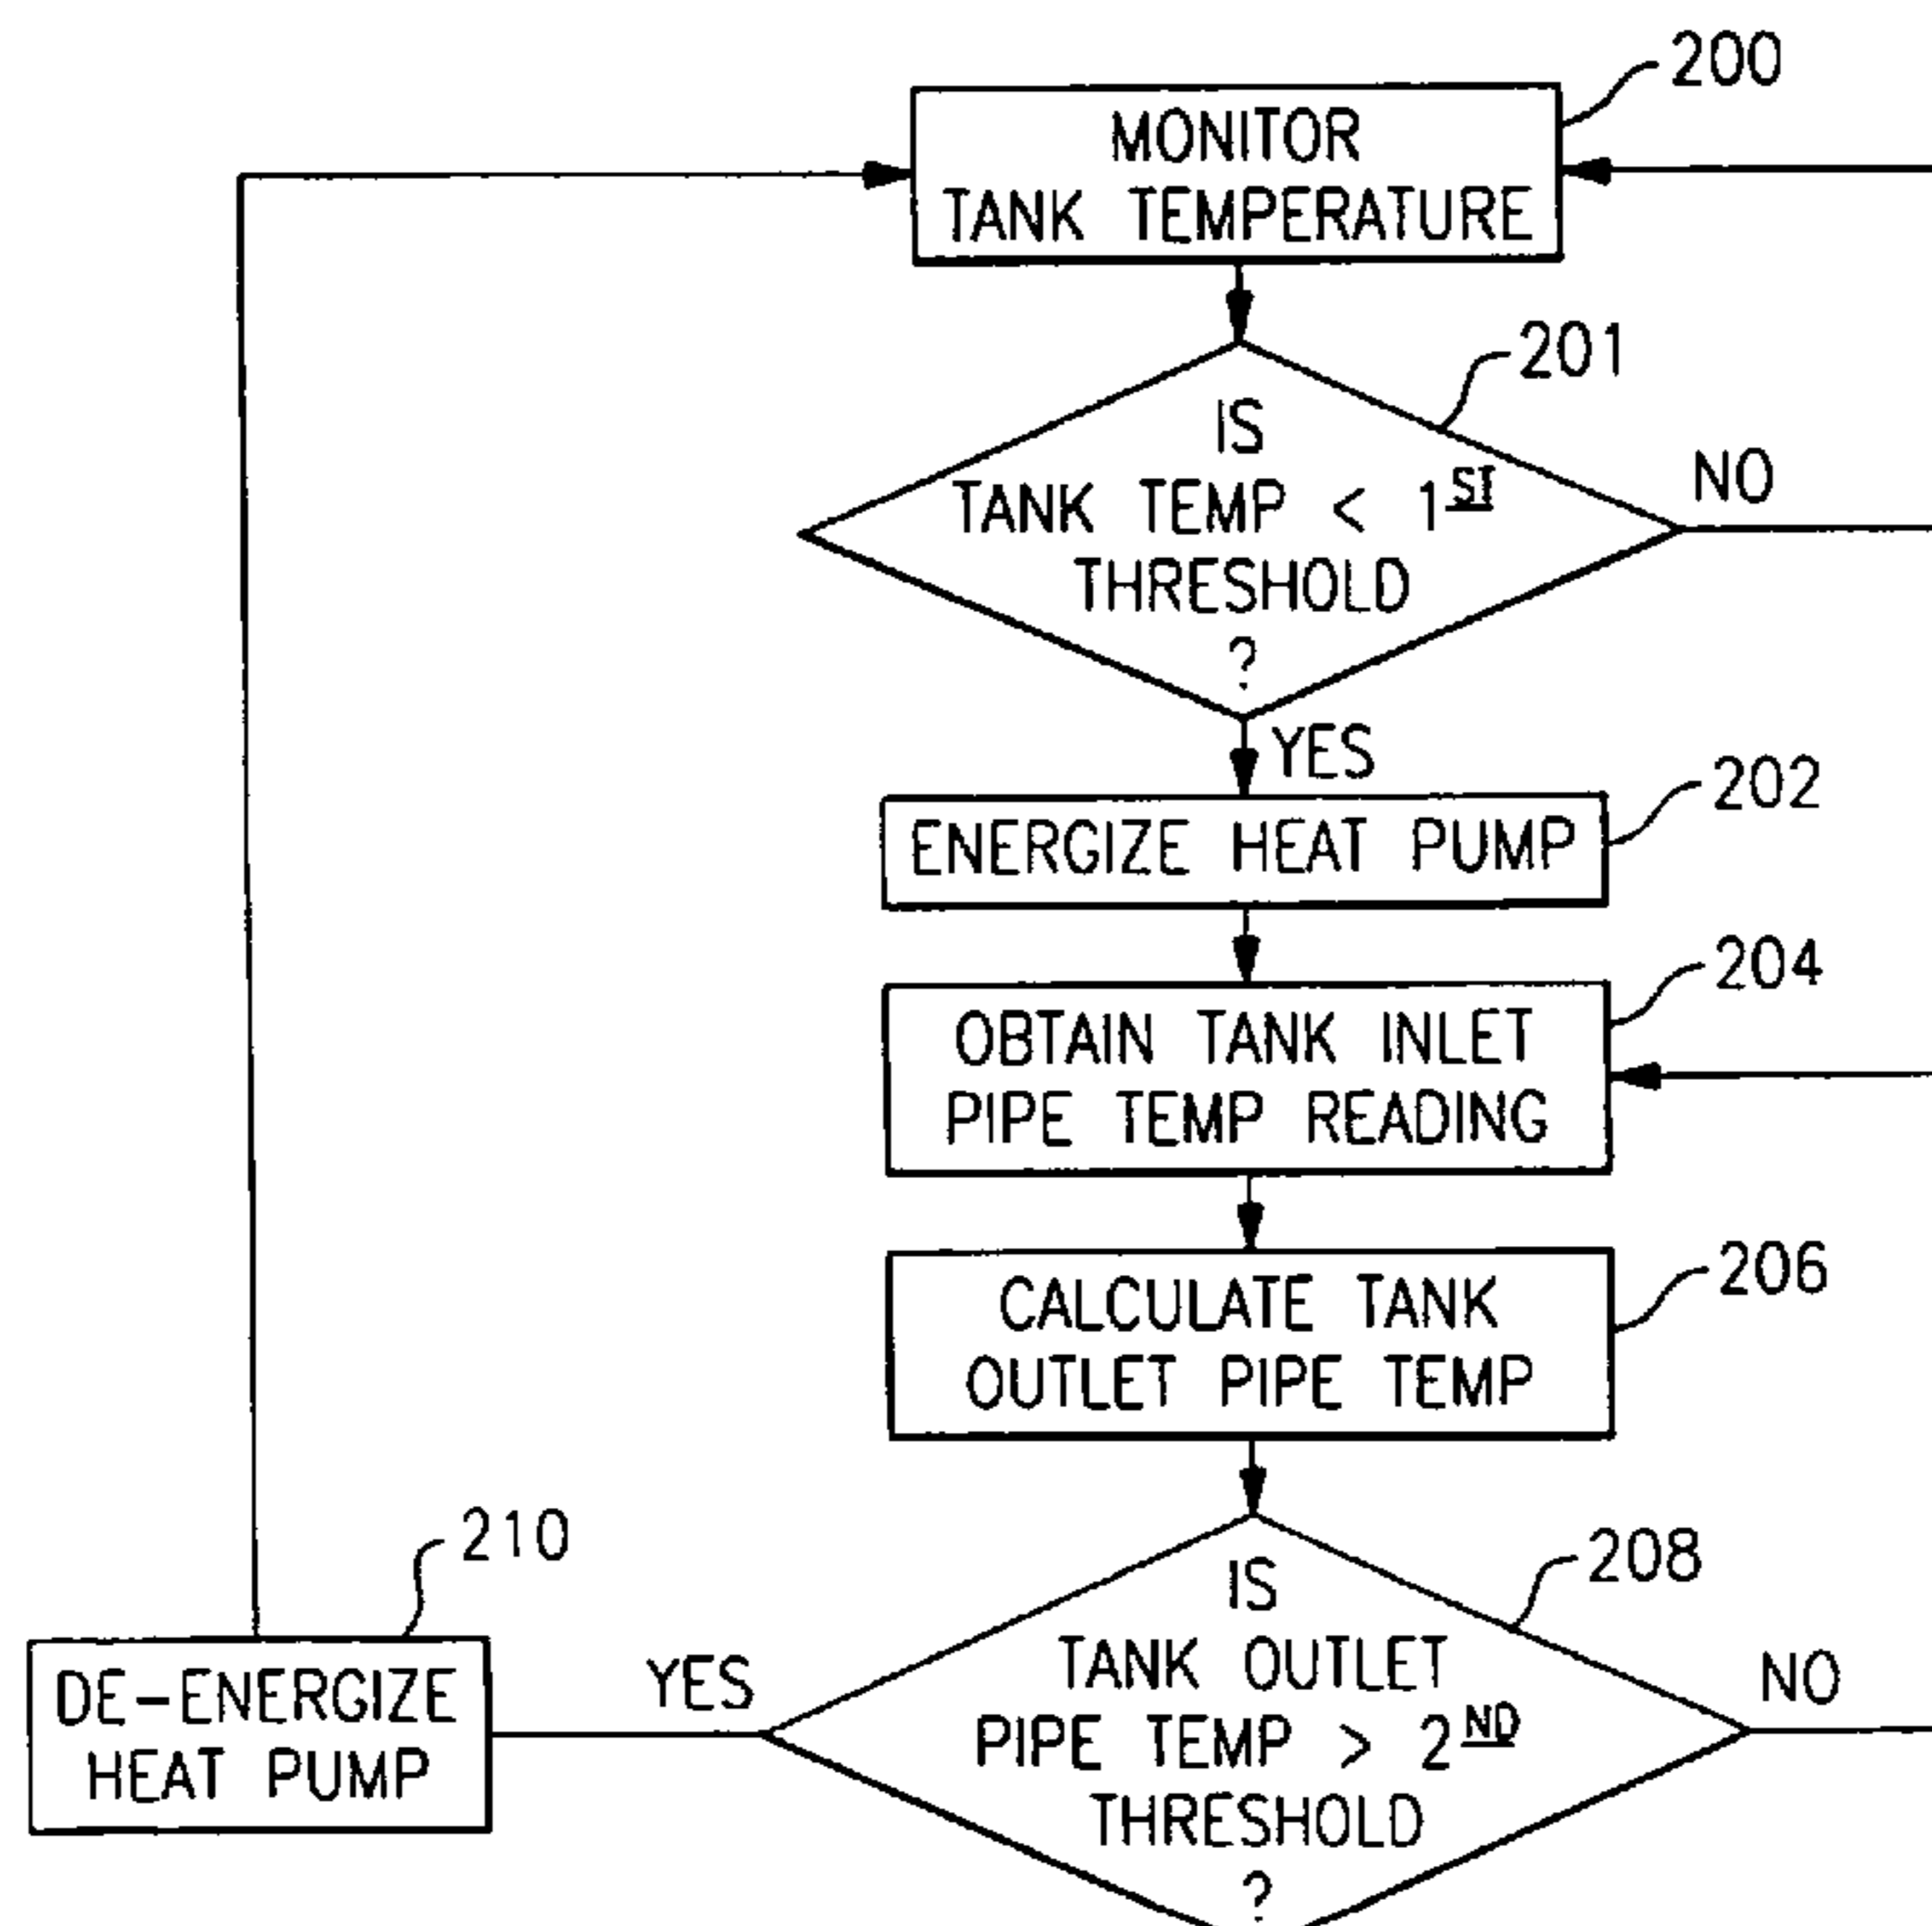 200
MONITOR
TANK TEMPERATURE
201
IS
TANK TEMP < 1ST
THRESHOLD
?
NO
YES
202
ENERGIZE HEAT PUMP
204
OBTAIN TANK INLET
PIPE TEMP READING
206
CALCULATE TANK
OUTLET PIPE TEMP
208
IS
TANK OUTLET
PIPE TEMP > 2ND
THRESHOLD
?
NO
YES
210
DE-ENERGIZE
HEAT PUMP